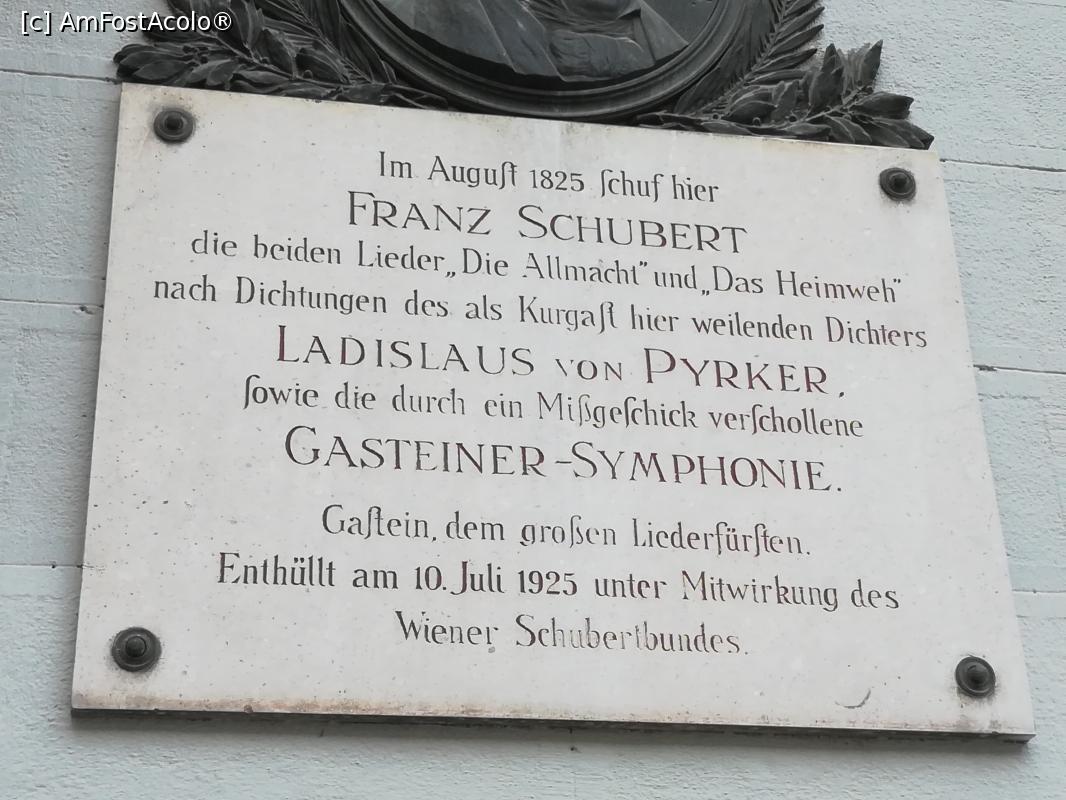 [c] AmFostAcolo®
Im Auguſt 1825 ſchuf hier
FRANZ SCHUBERT
die beiden Lieder „Die Allmacht" und „Das Heimweh"
nach Dichtungen des als Kurgaſt hier weilenden Dichters
LADISLAUS VON PYRKER,
ſowie die durch ein Mißgeſchick verſchollene
GASTEINER-SYMPHONIE.
Gaſtein, dem großen Liederfürſten.
Enthüllt am 10. Juli 1925 unter Mitwirkung des
Wiener Schubertbundes.